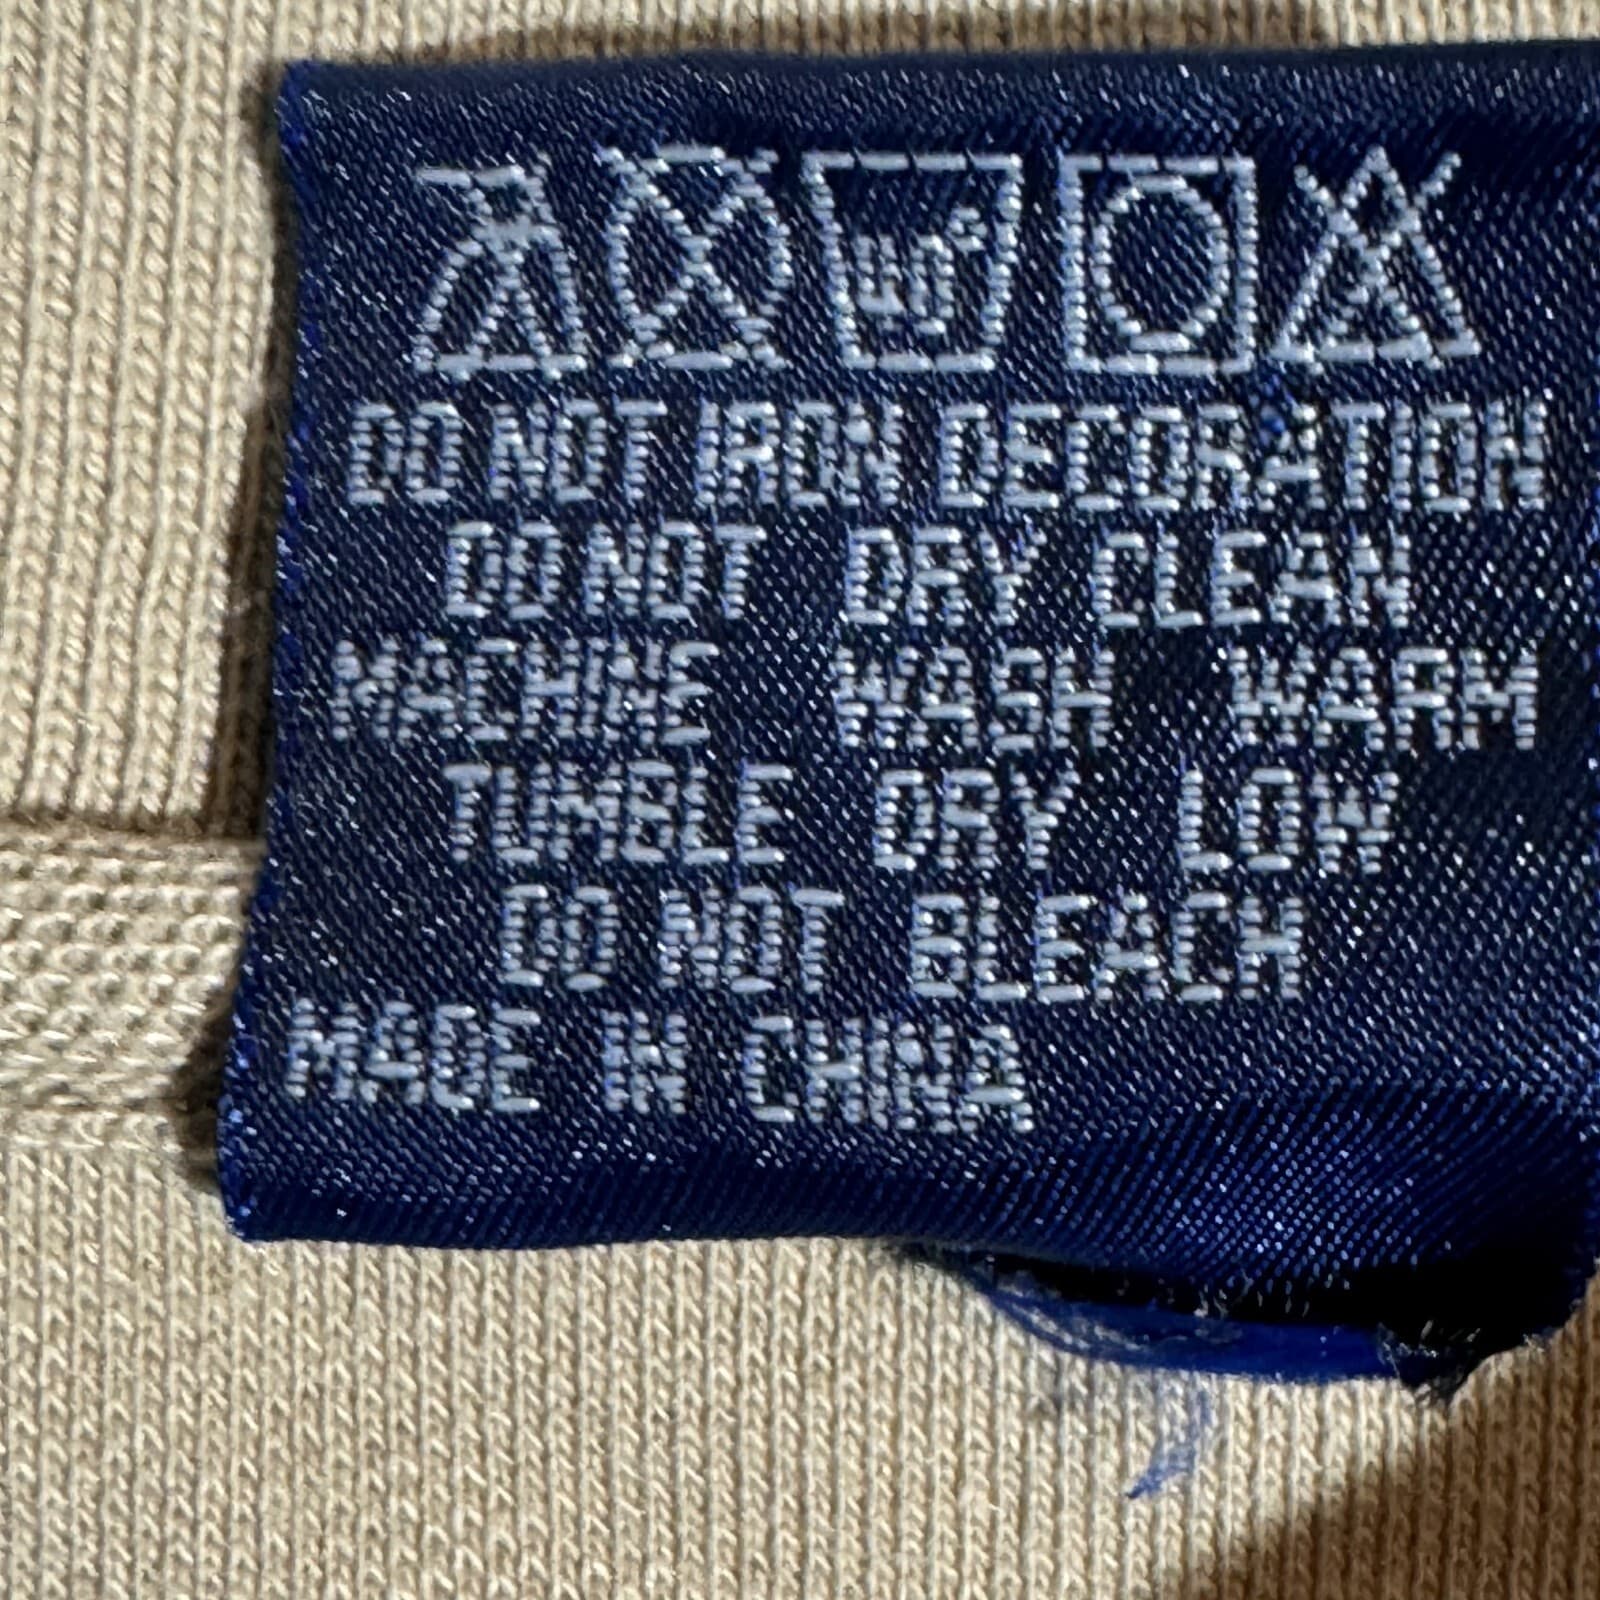 40°
DO NOT IRON DECORATION
DO NOT DRY CLEAN
MACHINE WASH WARM
TUMBLE DRY LOW
DO NOT BLEACH
MADE IN CHINA